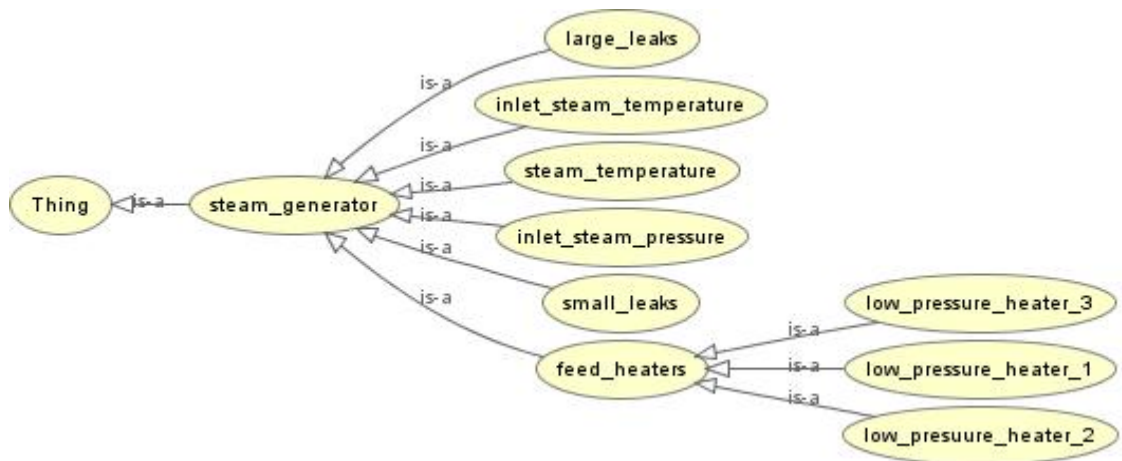 large_leaks
is-a
inlet_steam_temperature
is-a
steam_temperature
is-a
Thing
is-a
steam_generator
is-a
inlet_steam_pressure
is-a
small_leaks
is-a
low_pressure_heater_3
is-a
feed_heaters
is-a
low_pressure_heater_1
is-a
low_presuure_heater_2